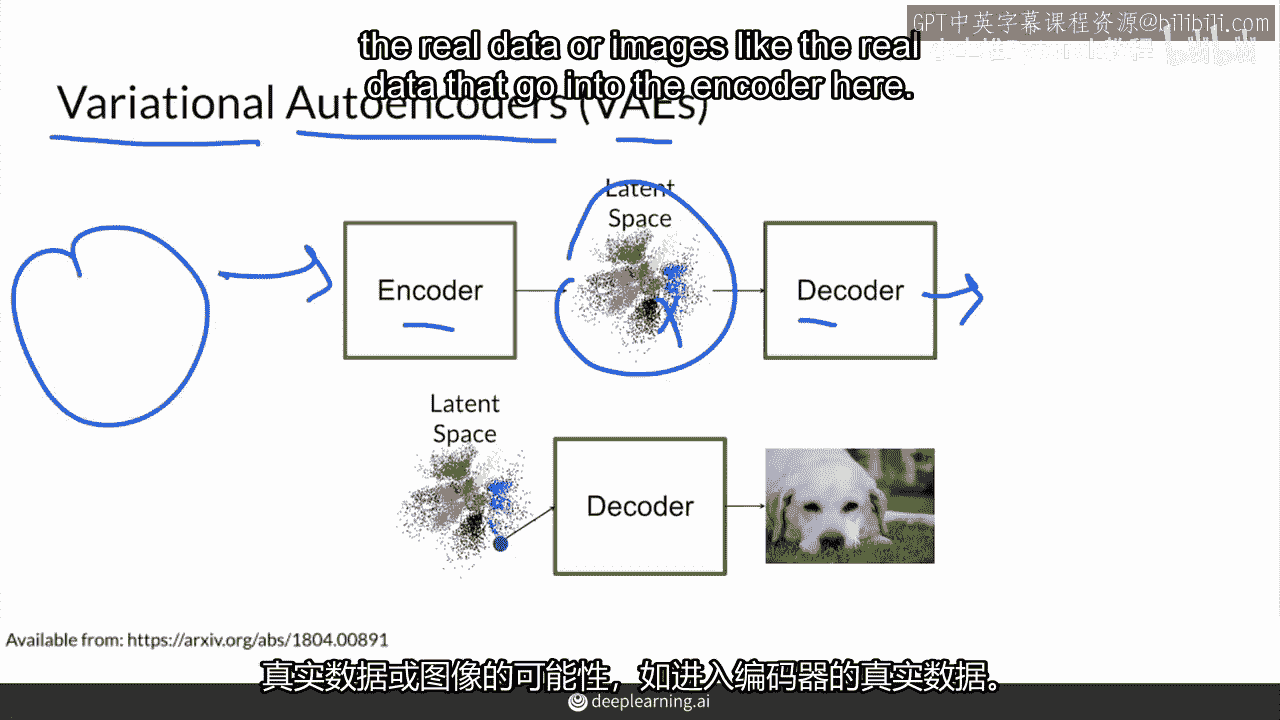 GPT中英字幕课程资源@bilibili.com
the real data or images like the real
data that go into the encoder here.
Variational Autoencoders (VAEs)
Latent
Space
Encoder
Decoder
Latent
Space
Decoder
Available from: https://arxiv.org/abs/1804.00891
真实数据或图像的可能性，如进入编码器的真实数据。
deeplearning.ai